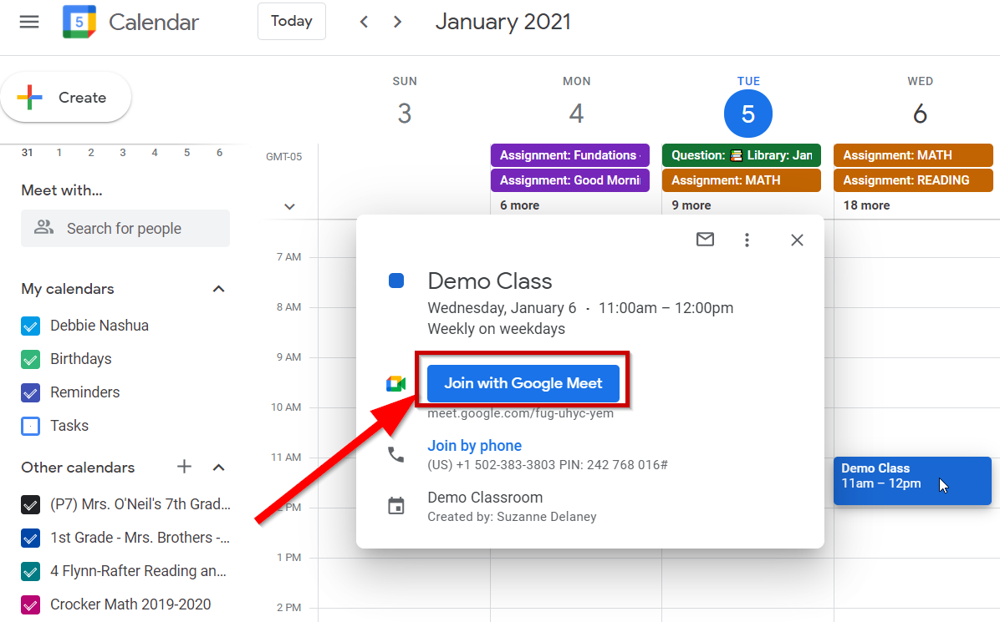 5
Calendar
Today
January 2021
Create
SUN
MON
TUE
WED
3
4
5
6
31 1 2 3 4 5 6
GMT-05
Assignment: Fundations
Question: 📚 Library: Jan
Assignment: MATH
Assignment: Good Morni
Assignment: MATH
Assignment: READING
6 more
9 more
18 more
Meet with...
Search for people
My calendars
Debbie Nashua
Birthdays
Reminders
Tasks
Other calendars
(P7) Mrs. O'Neil's 7th Grad...
1st Grade - Mrs. Brothers -...
4 Flynn-Rafter Reading an...
Crocker Math 2019-2020
7 AM
8 AM
9 AM
10 AM
11 AM
2 PM
1 PM
2 PM
Demo Class
Wednesday, January 6 · 11:00am – 12:00pm
Weekly on weekdays
Join with Google Meet
meet.google.com/fug-uhyc-yem
Join by phone
(US) +1 502-383-3803 PIN: 242 768 016#
Demo Classroom
Created by: Suzanne Delaney
Demo Class
11am – 12pm